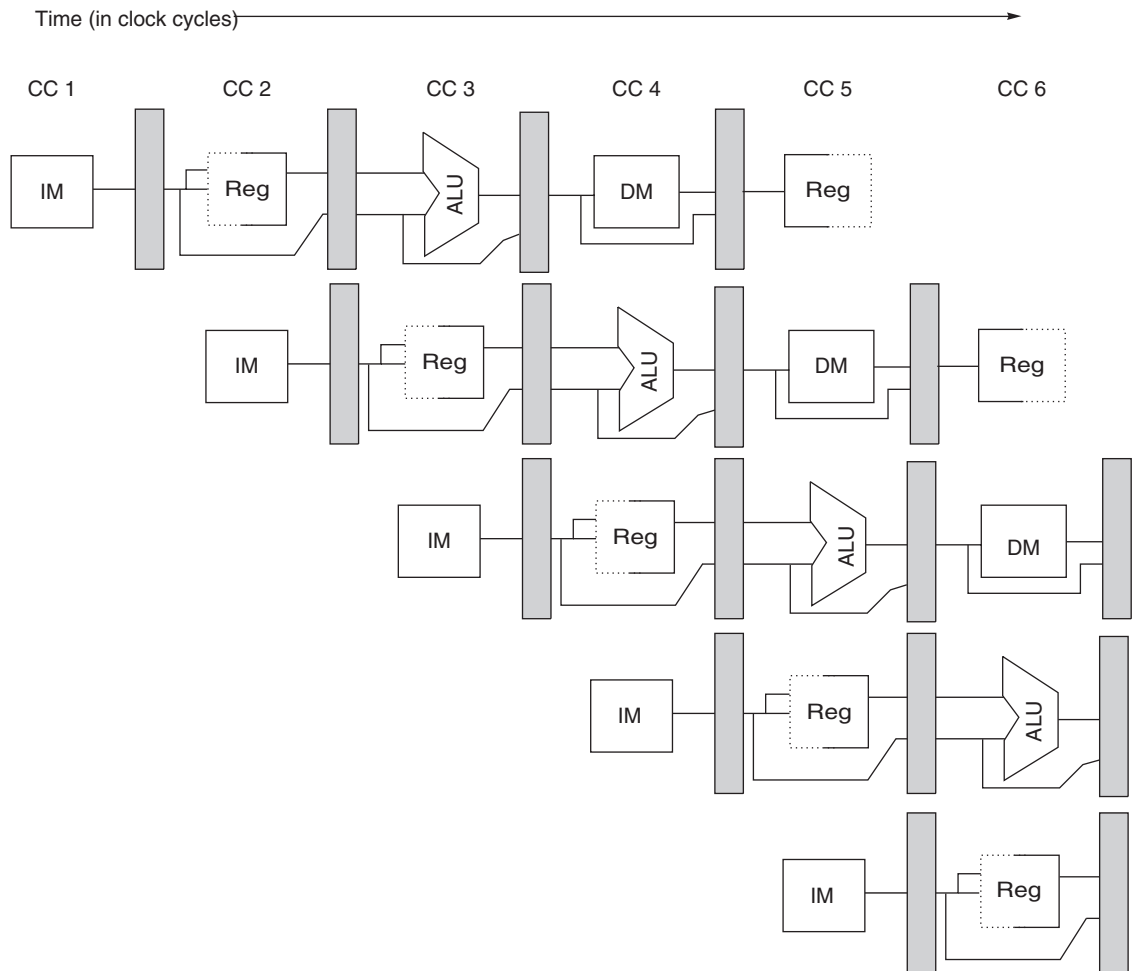 Time (in clock cycles)
CC 1 CC 2 CC 3 CC 4 CC 5 CC 6
IM Reg ALU DM Reg
IM Reg ALU DM Reg
IM Reg ALU DM
IM Reg ALU
IM Reg